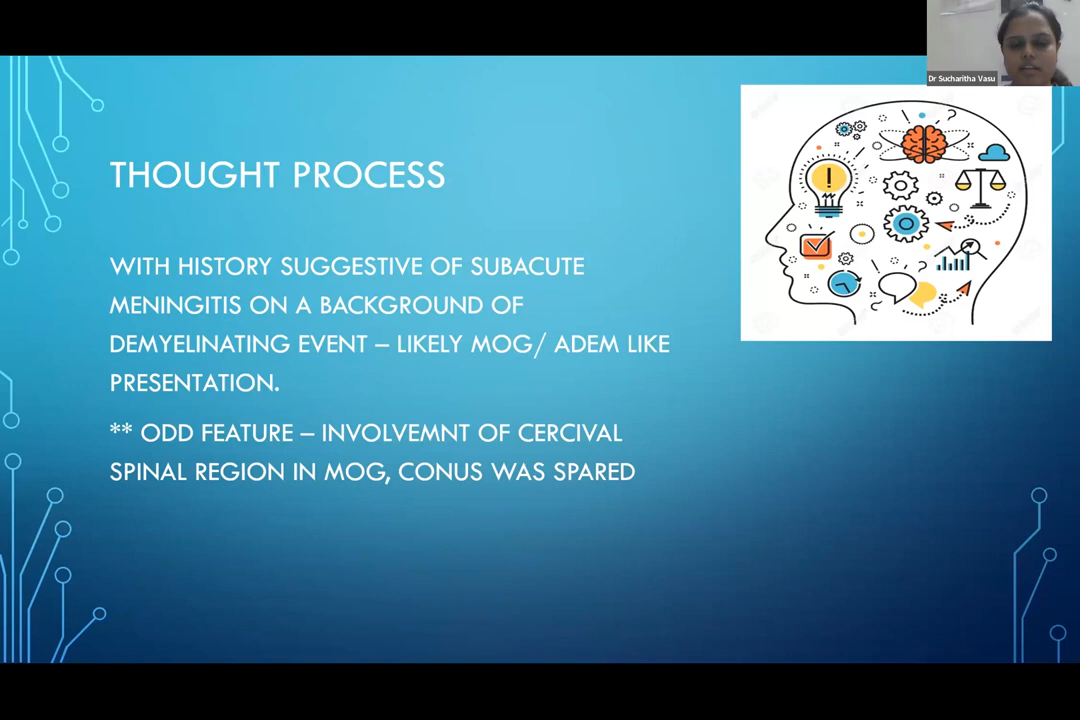 Dr Sucharitha Vasu
THOUGHT PROCESS
WITH HISTORY SUGGESTIVE OF SUBACUTE
MENINGITIS ON A BACKGROUND OF
DEMYELINATING EVENT – LIKELY MOG/ ADEM LIKE
PRESENTATION.
** ODD FEATURE – INVOLVEMNT OF CERCIVAL
SPINAL REGION IN MOG, CONUS WAS SPARED